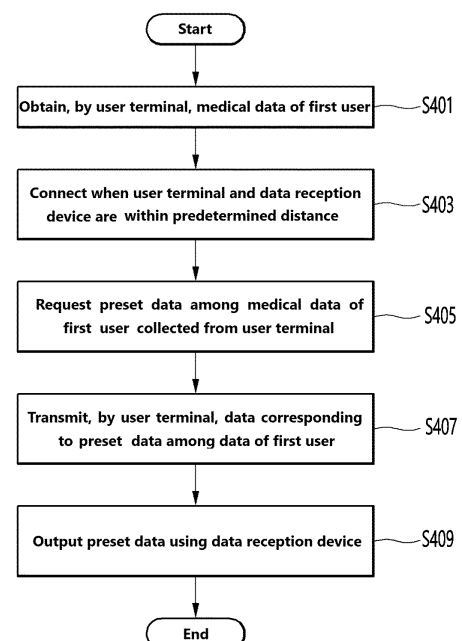 Start
Obtain, by user terminal, medical data of first user
S401
Connect when user terminal and data reception
device are within predetermined distance
S403
Request preset data among medical data of
first user collected from user terminal
S405
Transmit, by user terminal, data corresponding
to preset data among data of first user
S407
Output preset data using data reception device
S409
End